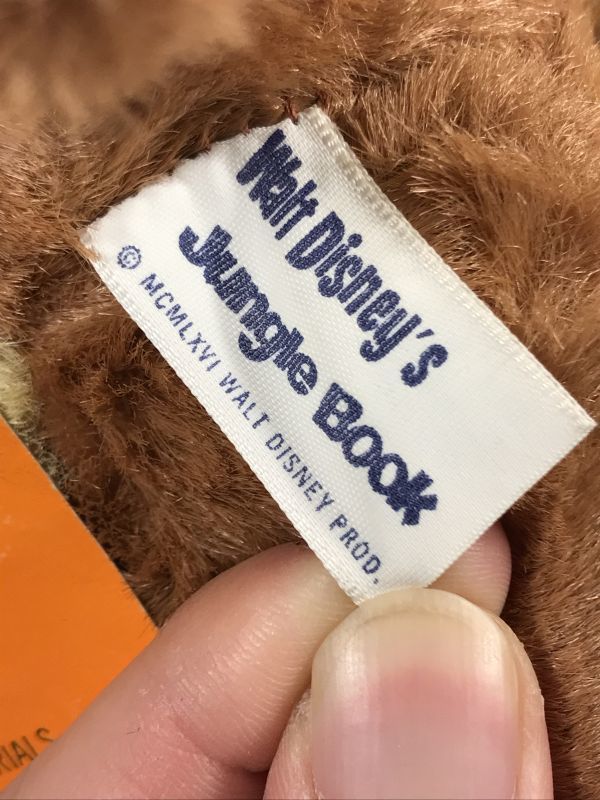 Walt Disney's
Jungle Book
© MCMLXVI WALT DISNEY PROD.